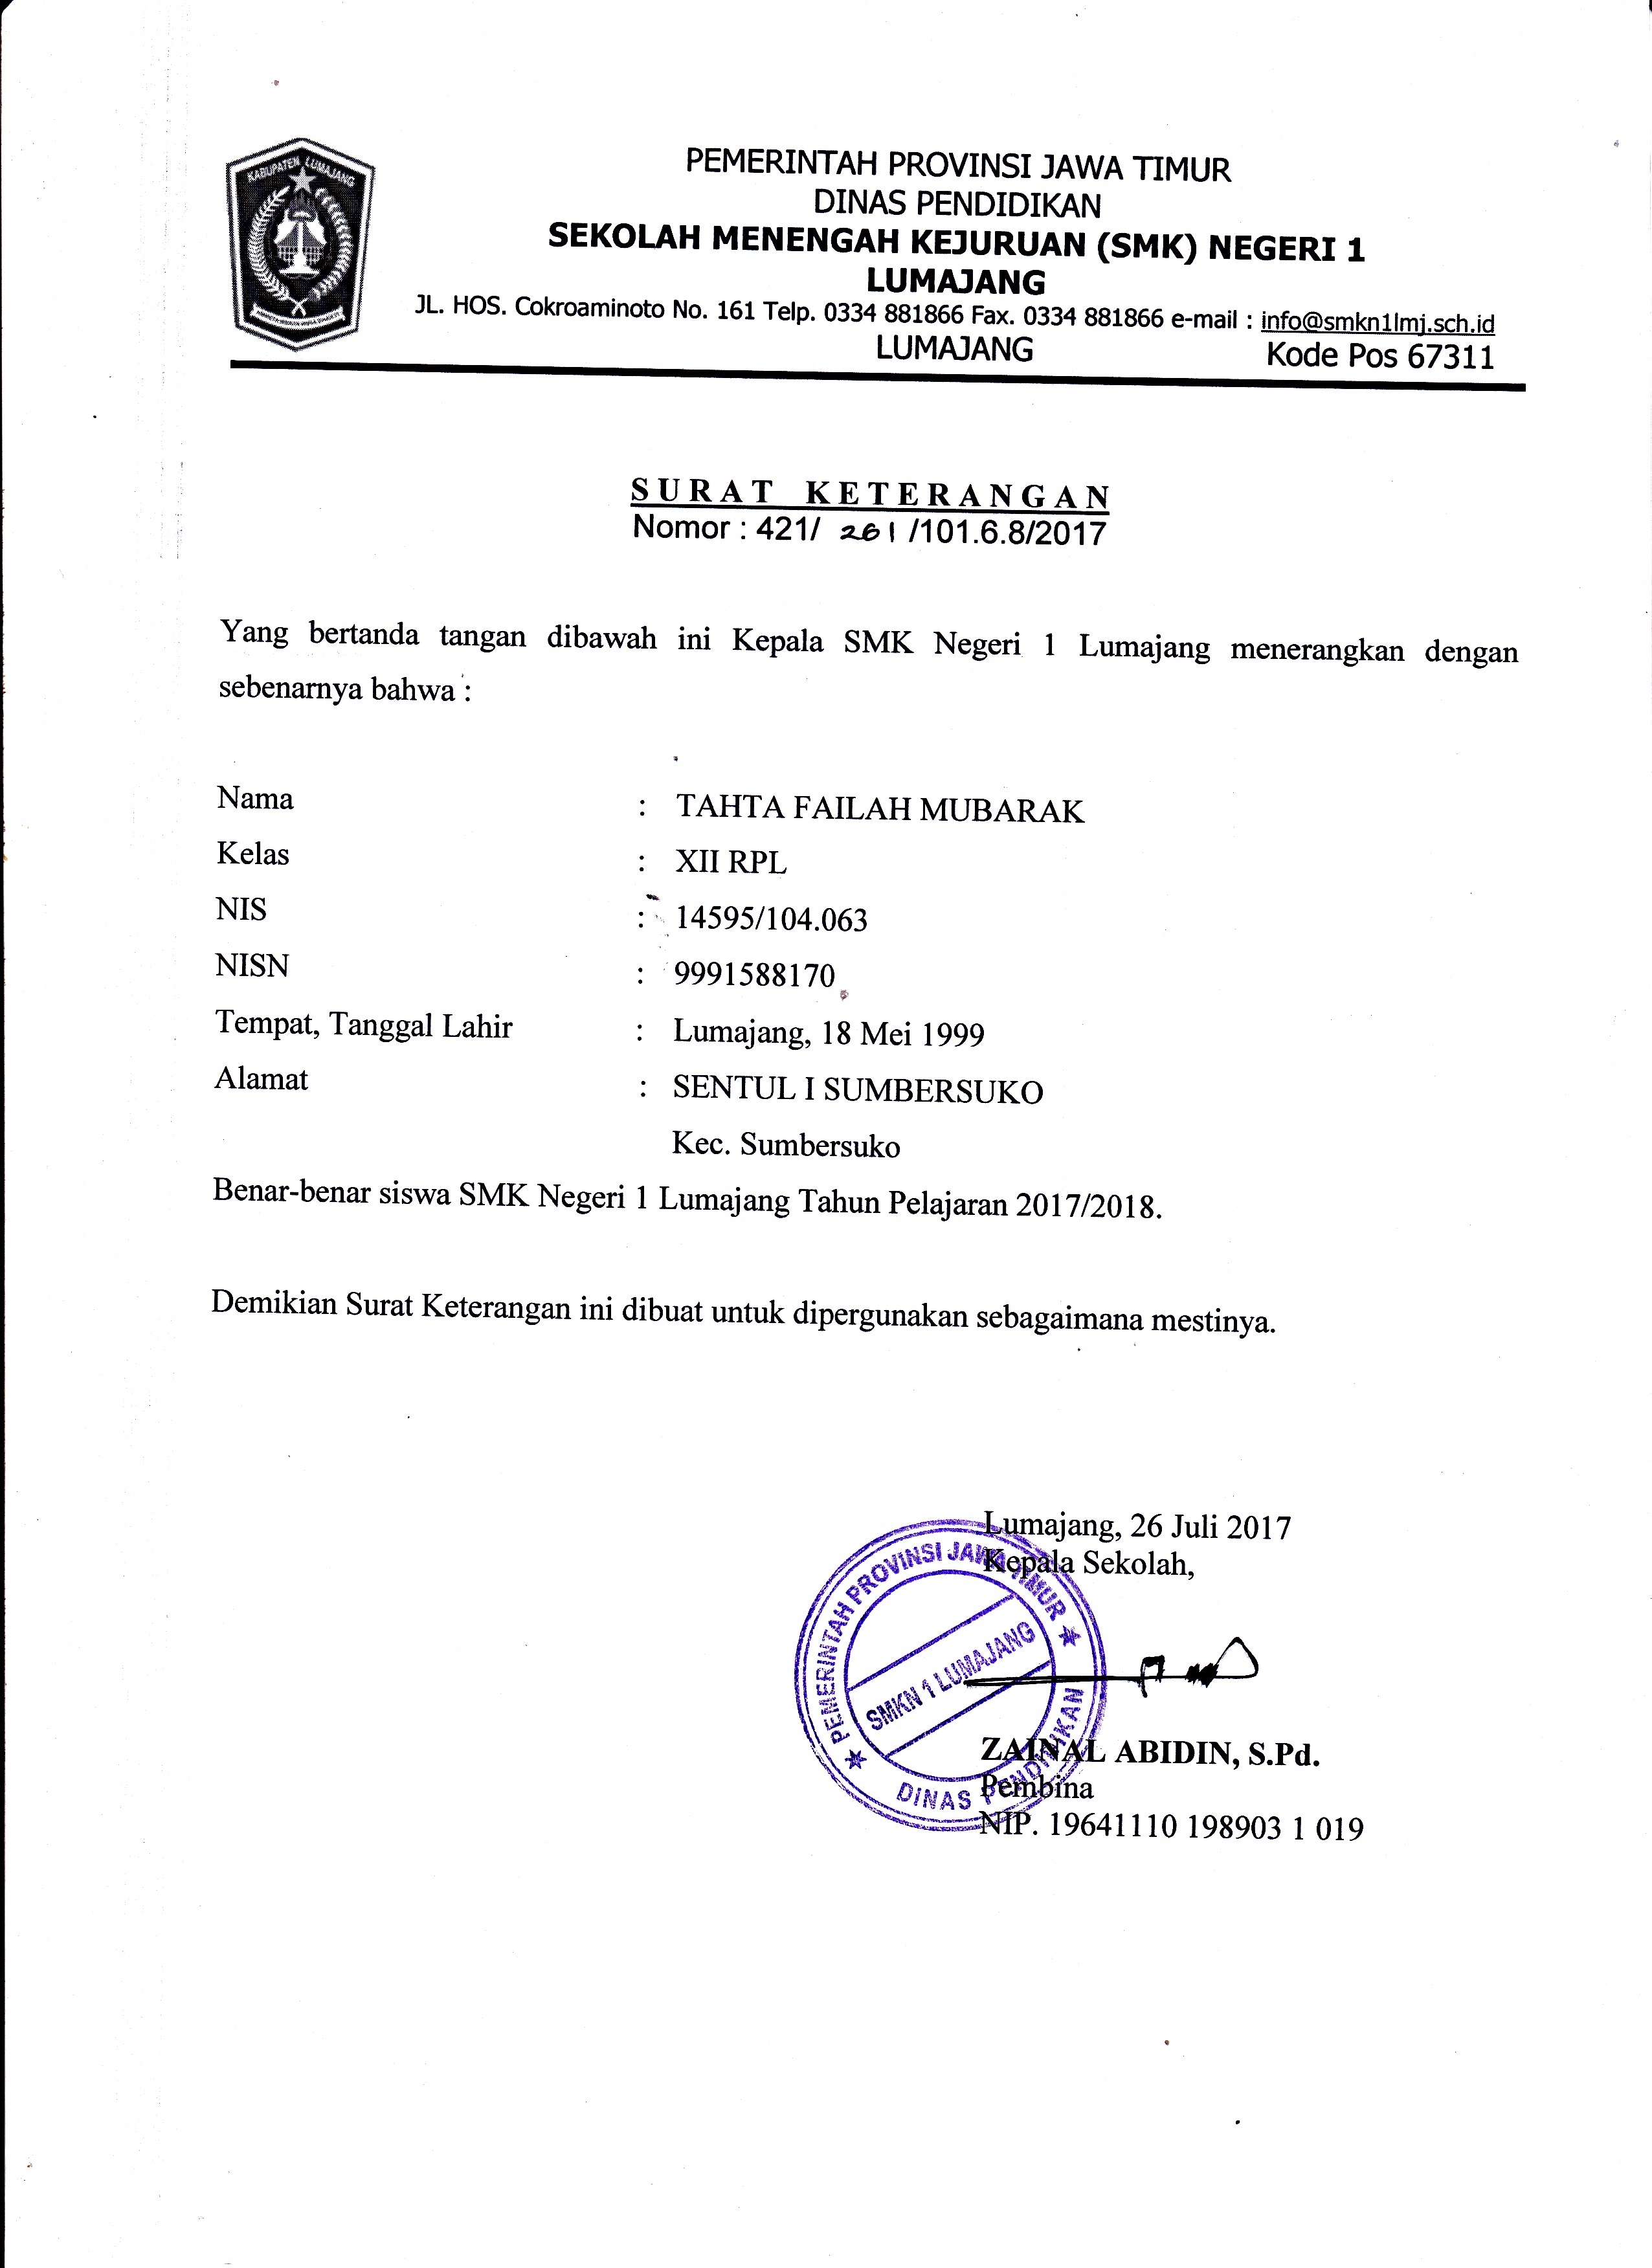 KABUPATEN LUMAJANG
PEMERINTAH PROVINSI JAWA TIMUR
DINAS PENDIDIKAN
SEKOLAH MENENGAH KEJURUAN (SMK) NEGERI 1
LUMAJANG
JL. HOS. Cokroaminoto No. 161 Telp. 0334 881866 Fax. 0334 881866 e-mail : info@smkn1lmj.sch.id
LUMAJANG Kode Pos 67311
SURAT KETERANGAN
Nomor : 421/ 261 /101.6.8/2017
Yang bertanda tangan dibawah ini Kepala SMK Negeri 1 Lumajang menerangkan dengan
sebenarnya bahwa :
Nama : TAHTA FAILAH MUBARAK
Kelas : XII RPL
NIS : 14595/104.063
NISN : 9991588170
Tempat, Tanggal Lahir : Lumajang, 18 Mei 1999
Alamat : SENTUL I SUMBERSUKO
Kec. Sumbersuko
Benar-benar siswa SMK Negeri 1 Lumajang Tahun Pelajaran 2017/2018.
Demikian Surat Keterangan ini dibuat untuk dipergunakan sebagaimana mestinya.
Lumajang, 26 Juli 2017
Kepala Sekolah,
PEMERINTAH PROVINSI JAWA TIMUR
SMKN 1 LUMAJANG
DINAS PENDIDIKAN
ZAINAL ABIDIN, S.Pd.
Pembina
NIP. 19641110 198903 1 019